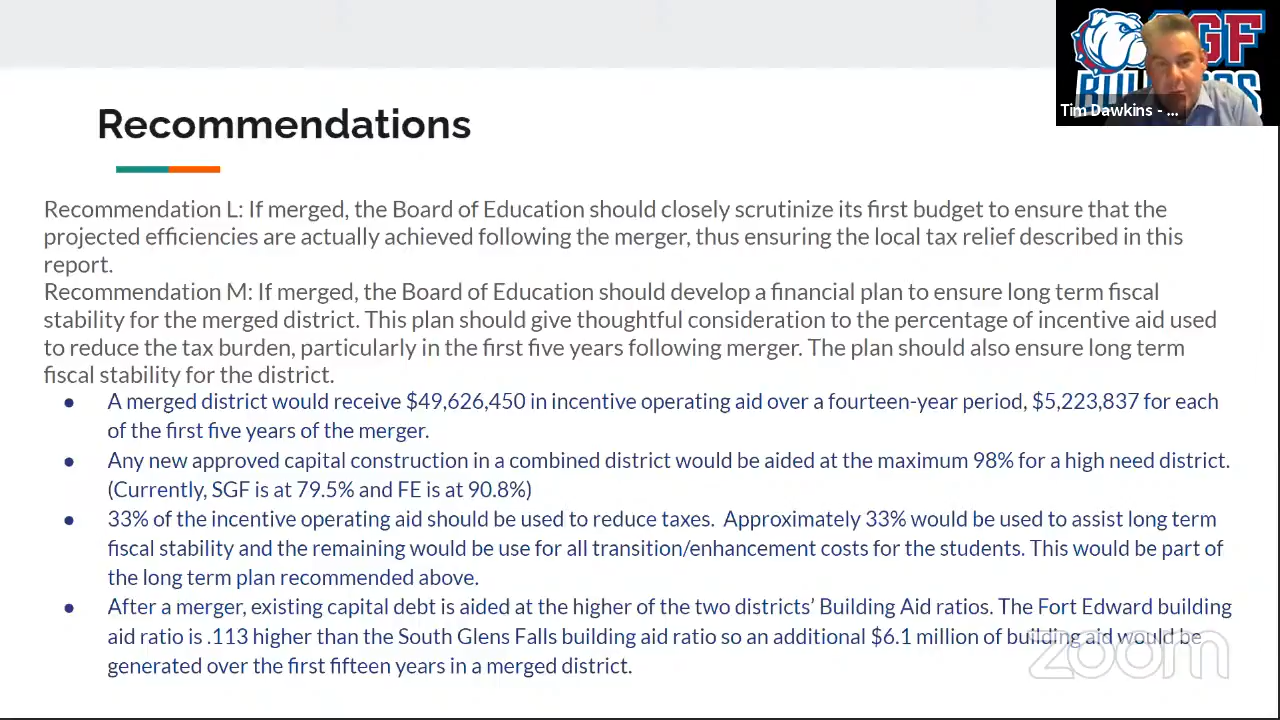 SGF
BULLDOGS
Tim Dawkins - ...
Recommendations
Recommendation L: If merged, the Board of Education should closely scrutinize its first budget to ensure that the
projected efficiencies are actually achieved following the merger, thus ensuring the local tax relief described in this
report.
Recommendation M: If merged, the Board of Education should develop a financial plan to ensure long term fiscal
stability for the merged district. This plan should give thoughtful consideration to the percentage of incentive aid used
to reduce the tax burden, particularly in the first five years following merger. The plan should also ensure long term
fiscal stability for the district.
● A merged district would receive $49,626,450 in incentive operating aid over a fourteen-year period, $5,223,837 for each
of the first five years of the merger.
● Any new approved capital construction in a combined district would be aided at the maximum 98% for a high need district.
(Currently, SGF is at 79.5% and FE is at 90.8%)
● 33% of the incentive operating aid should be used to reduce taxes. Approximately 33% would be used to assist long term
fiscal stability and the remaining would be use for all transition/enhancement costs for the students. This would be part of
the long term plan recommended above.
● After a merger, existing capital debt is aided at the higher of the two districts’ Building Aid ratios. The Fort Edward building
aid ratio is .113 higher than the South Glens Falls building aid ratio so an additional $6.1 million of building aid would be
generated over the first fifteen years in a merged district.
zoom